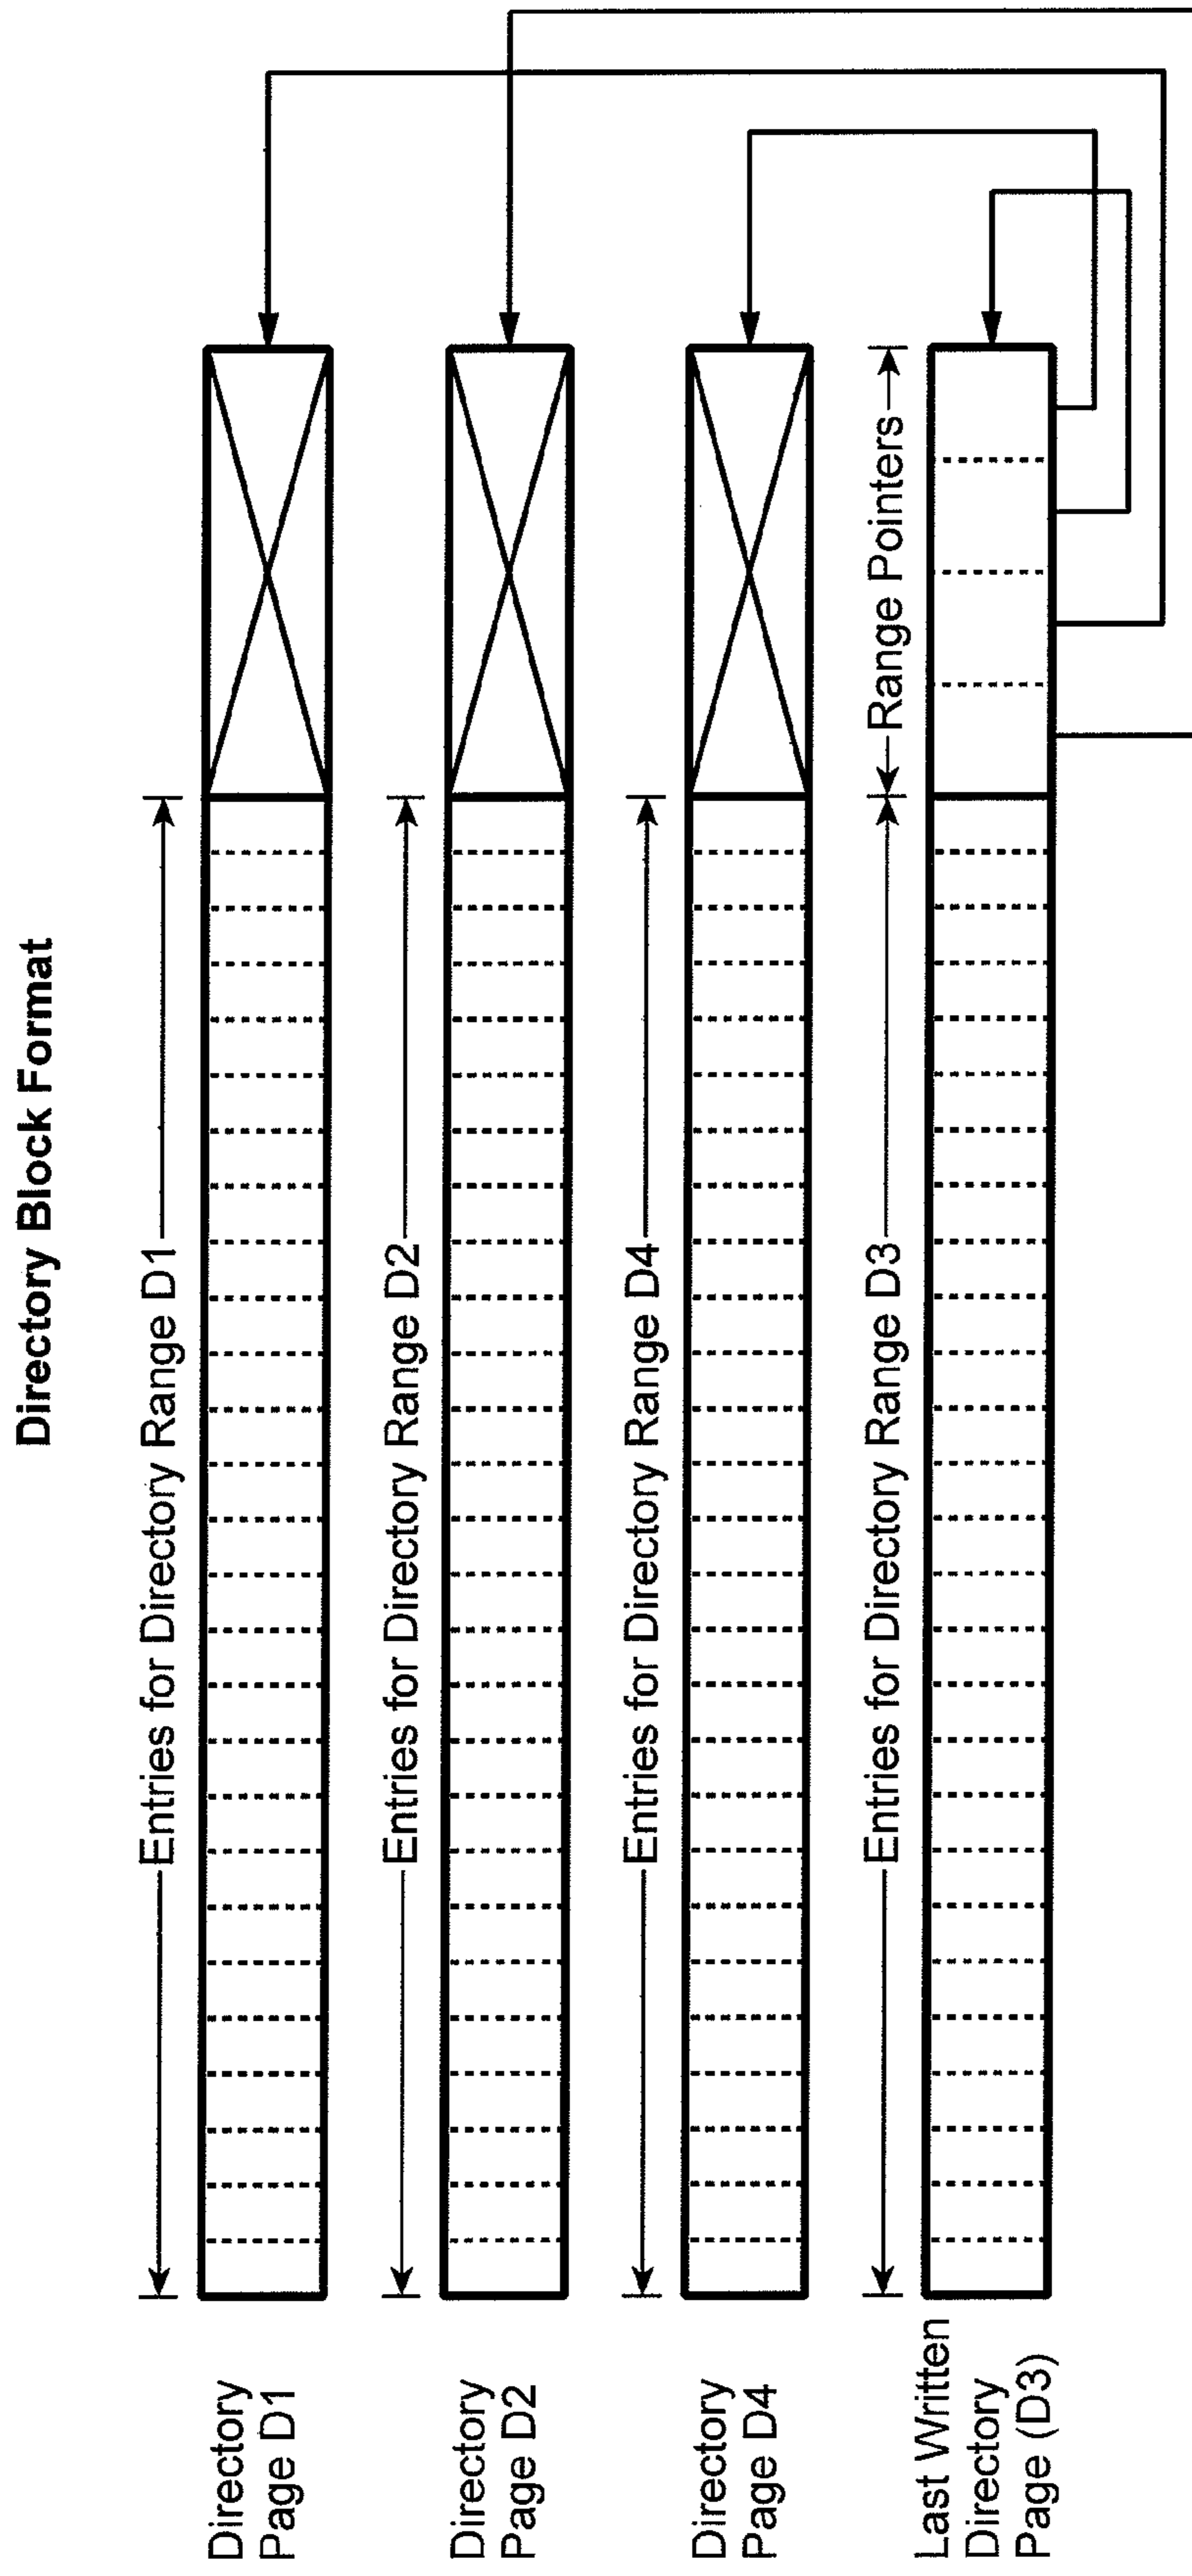 Directory Block Format
Entries for Directory Range D1
Directory
Page D1
Entries for Directory Range D2
Directory
Page D2
Entries for Directory Range D4
Directory
Page D4
Entries for Directory Range D3
Range Pointers
Last Written
Directory
Page (D3)